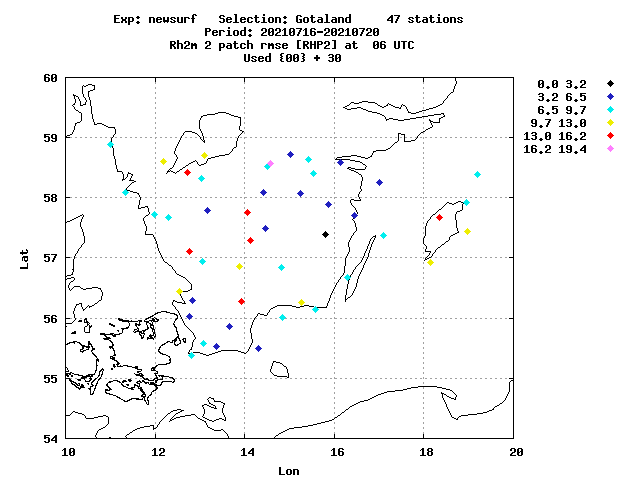 Exp: newsurf   Selection: Gotaland     47 stations
Period: 20210716-20210720
Rh2m 2 patch rmse [RHP2] at  06 UTC
Used {00} + 30
60
59
58
57
56
55
54
Lat
10 12 14 16 18 20
Lon
0.0 3.2
3.2 6.5
6.5 9.7
9.7 13.0
13.0 16.2
16.2 19.4